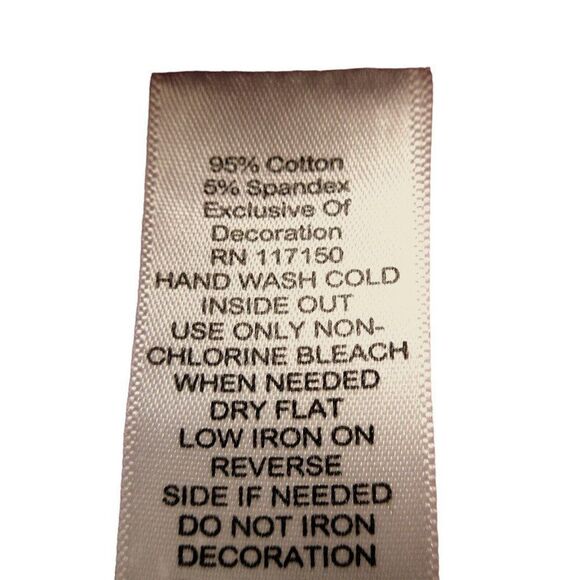 95% Cotton
5% Spandex
Exclusive Of
Decoration
RN 117150
HAND WASH COLD
INSIDE OUT
USE ONLY NON-
CHLORINE BLEACH
WHEN NEEDED
DRY FLAT
LOW IRON ON
REVERSE
SIDE IF NEEDED
DO NOT IRON
DECORATION